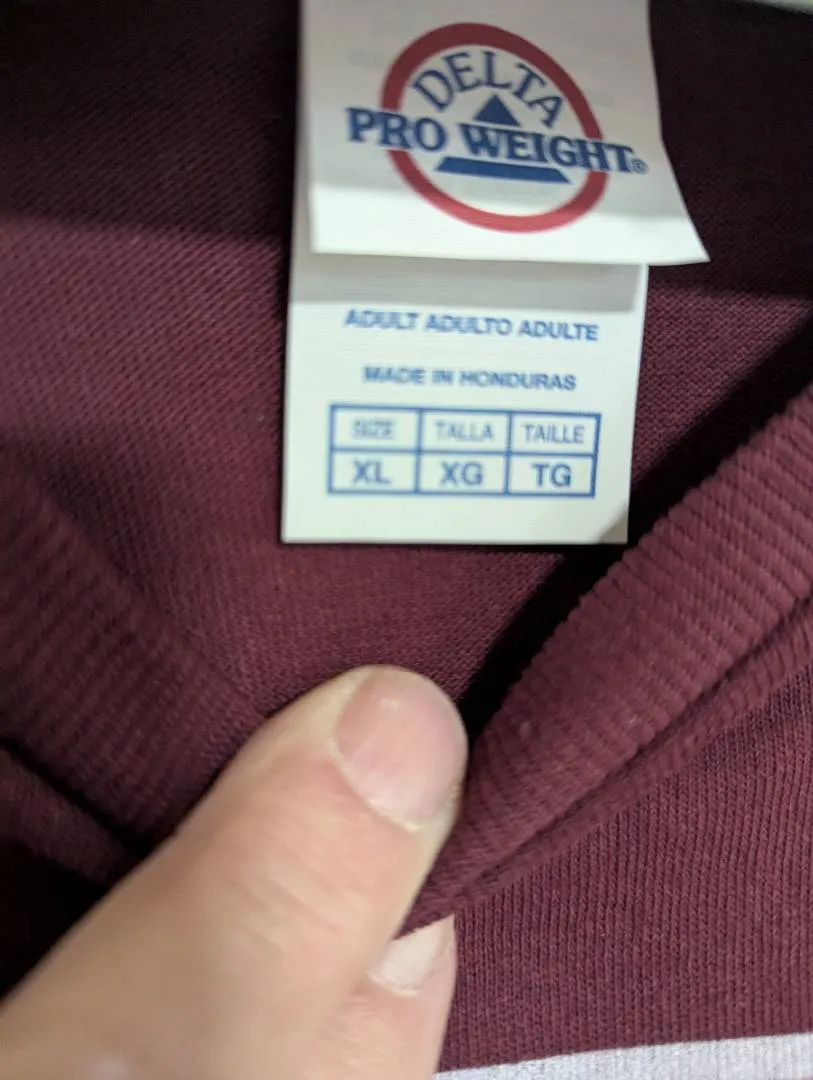 DELTA
PRO WEIGHT®
ADULT ADULTO ADULTE
MADE IN HONDURAS
SIZE TALLA TAILLE
XL XG TG